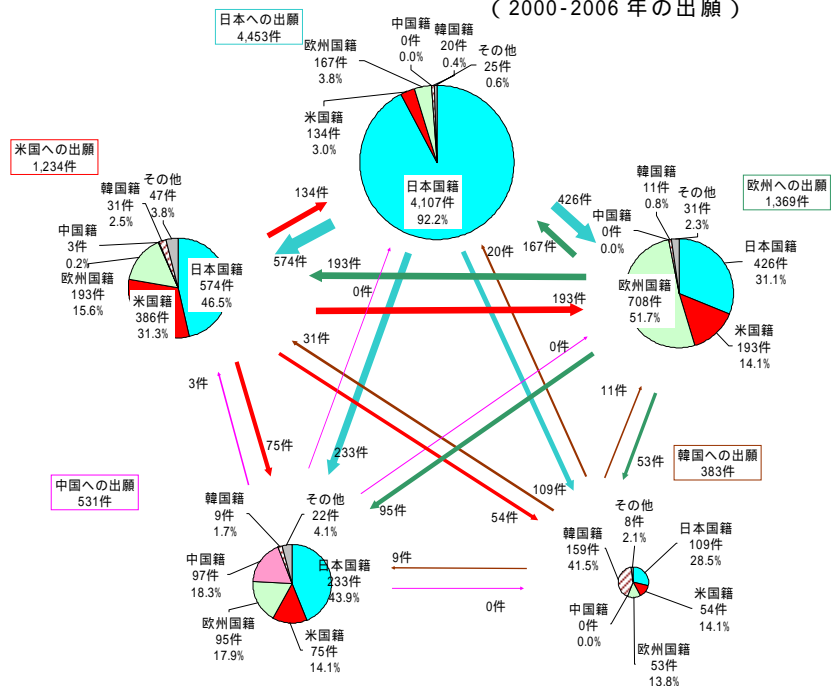 (2000-2006 年の出願)
日本への出願
4,453件
欧州国籍
167件
3.8%
中国籍
0件
0.0%
韓国籍
20件
0.4%
その他
25件
0.6%
米国籍
134件
3.0%
日本国籍
4,107件
92.2%
米国への出願
1,234件
韓国籍
31件
2.5%
その他
47件
3.8%
中国籍
3件
0.2%
欧州国籍
193件
15.6%
米国籍
386件
31.3%
日本国籍
574件
46.5%
欧州への出願
1,369件
韓国籍
11件
0.8%
その他
31件
2.3%
中国籍
0件
0.0%
日本国籍
426件
31.1%
欧州国籍
708件
51.7%
米国籍
193件
14.1%
134件
574件
426件
167件
193件
0件
20件
193件
31件
0件
3件
75件
233件
109件
11件
53件
95件
54件
9件
0件
中国への出願
531件
韓国籍
9件
1.7%
その他
22件
4.1%
中国籍
97件
18.3%
日本国籍
233件
43.9%
欧州国籍
95件
17.9%
米国籍
75件
14.1%
韓国への出願
383件
韓国籍
159件
41.5%
その他
8件
2.1%
日本国籍
109件
28.5%
米国籍
54件
14.1%
中国籍
0件
0.0%
欧州国籍
53件
13.8%